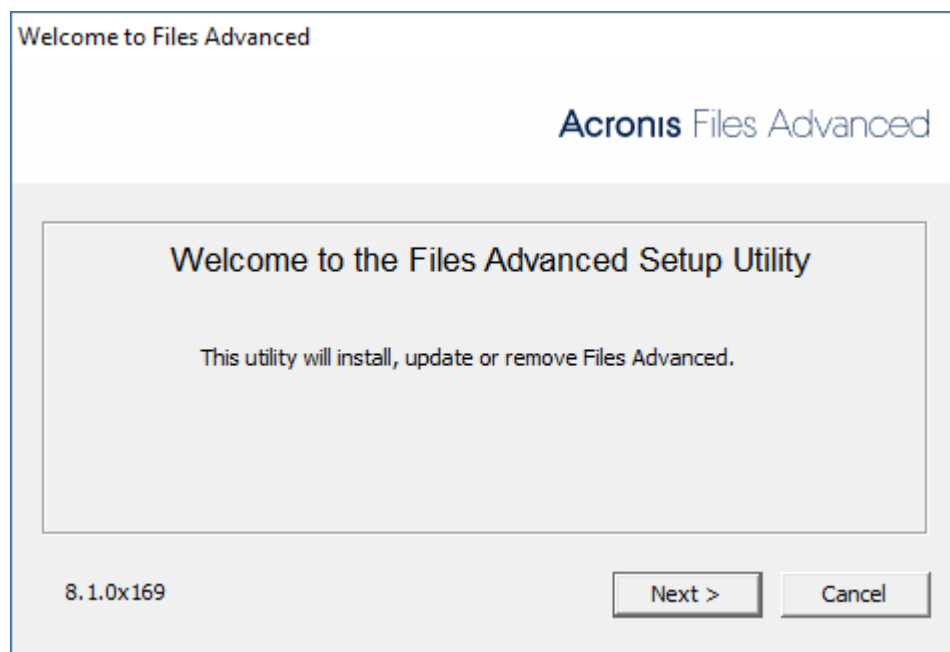 Welcome to Files Advanced
Acronis Files Advanced
Welcome to the Files Advanced Setup Utility
This utility will install, update or remove Files Advanced.
8.1.0x169
Next >
Cancel